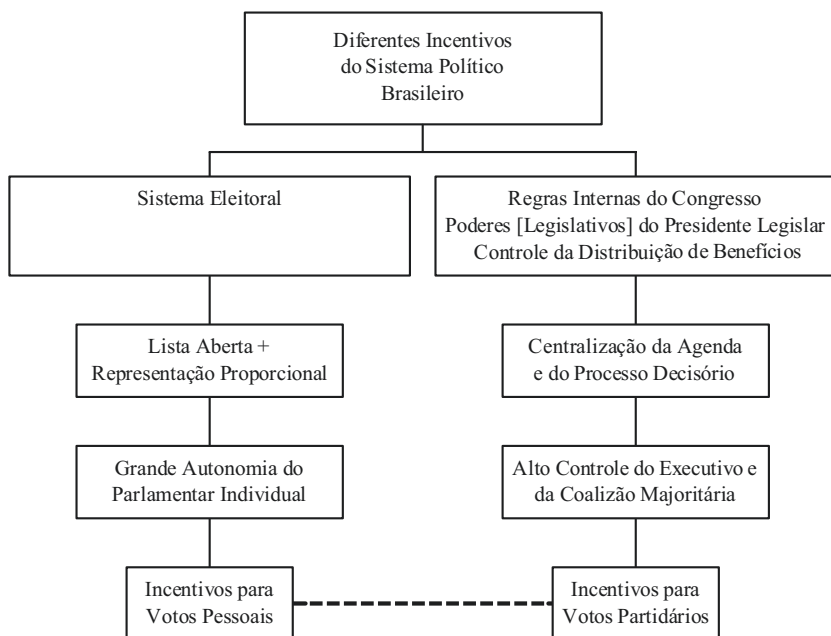 Diferentes Incentivos
do Sistema Político
Brasileiro
Sistema Eleitoral
Regras Internas do Congresso
Poderes [Legislativos] do Presidente Legislar
Controle da Distribuição de Benefícios
Lista Aberta +
Representação Proporcional
Centralização da Agenda
e do Processo Decisório
Grande Autonomia do
Parlamentar Individual
Alto Controle do Executivo e
da Coalizão Majoritária
Incentivos para
Votos Pessoais
Incentivos para
Votos Partidários